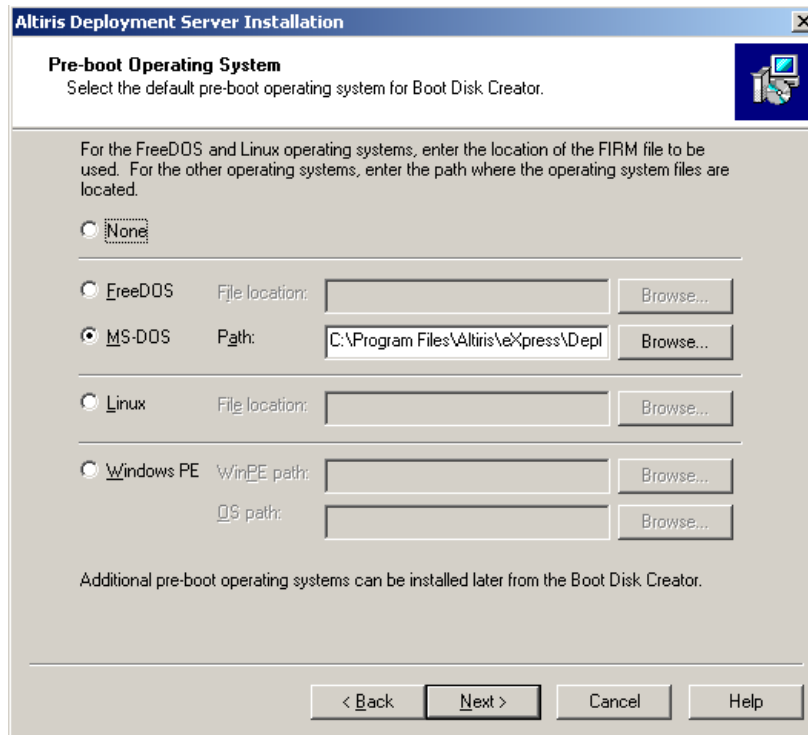 Altiris Deployment Server Installation
Pre-boot Operating System
Select the default pre-boot operating system for Boot Disk Creator.
For the FreeDOS and Linux operating systems, enter the location of the FIRM file to be
used. For the other operating systems, enter the path where the operating system files are
located.
None
FreeDOS File location: Browse...
MS-DOS Path: C:\Program Files\Altiris\eXpress\Depl Browse...
Linux File location: Browse...
Windows PE WinPE path: Browse...
OS path: Browse...
Additional pre-boot operating systems can be installed later from the Boot Disk Creator.
< Back Next > Cancel Help